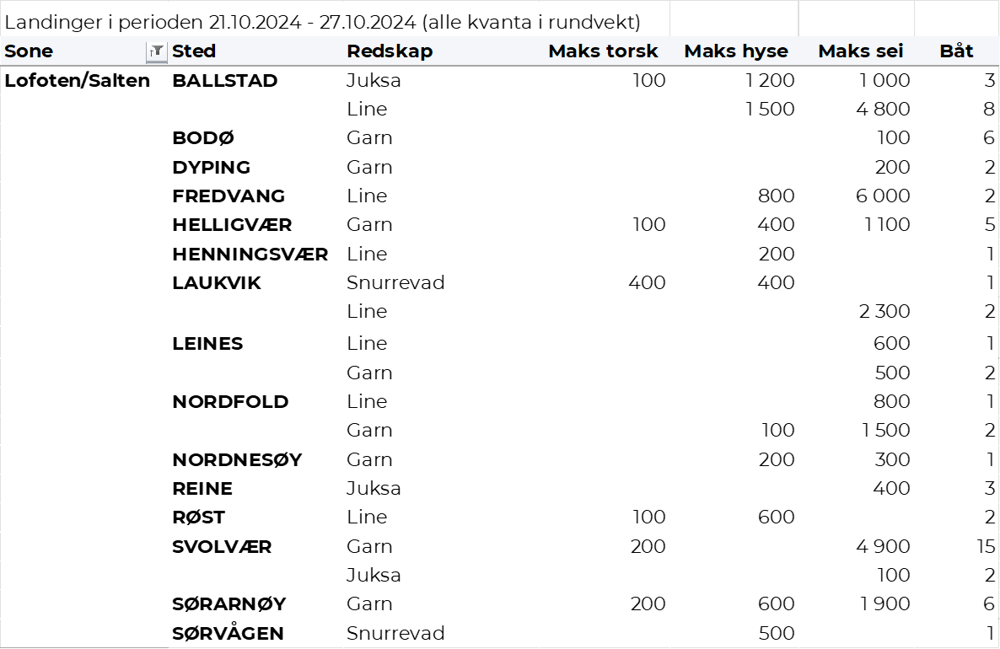 Landinger i perioden 21.10.2024 - 27.10.2024 (alle kvanta i rundvekt)
Sone Sted Redskap Maks torsk Maks hyse Maks sei Båt
Lofoten/Salten BALLSTAD Juksa 100 1 200 1 000 3
Line 1 500 4 800 8
BODØ Garn 100 6
DYPING Garn 200 2
FREDVANG Line 800 6 000 2
HELLIGVÆR Garn 100 400 1 100 5
HENNINGSVÆR Line 200 1
LAUKVIK Snurrevad 400 400 1
Line 2 300 2
LEINES Line 600 1
Garn 500 2
NORDFOLD Line 800 1
Garn 100 1 500 2
NORDNESØY Garn 200 300 1
REINE Juksa 400 3
RØST Line 100 600 2
SVOLVÆR Garn 200 4 900 15
Juksa 100 2
SØRARNØY Garn 200 600 1 900 6
SØRVÅGEN Snurrevad 500 1